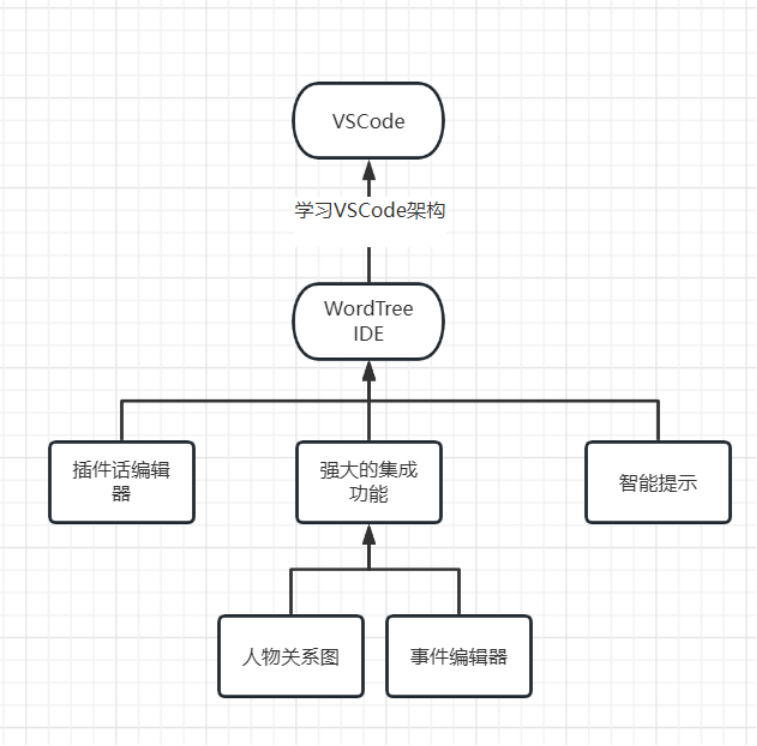 VSCode
学习VSCode架构
WordTree
IDE
插件话编辑
器
强大的集成
功能
智能提示
人物关系图
事件编辑器